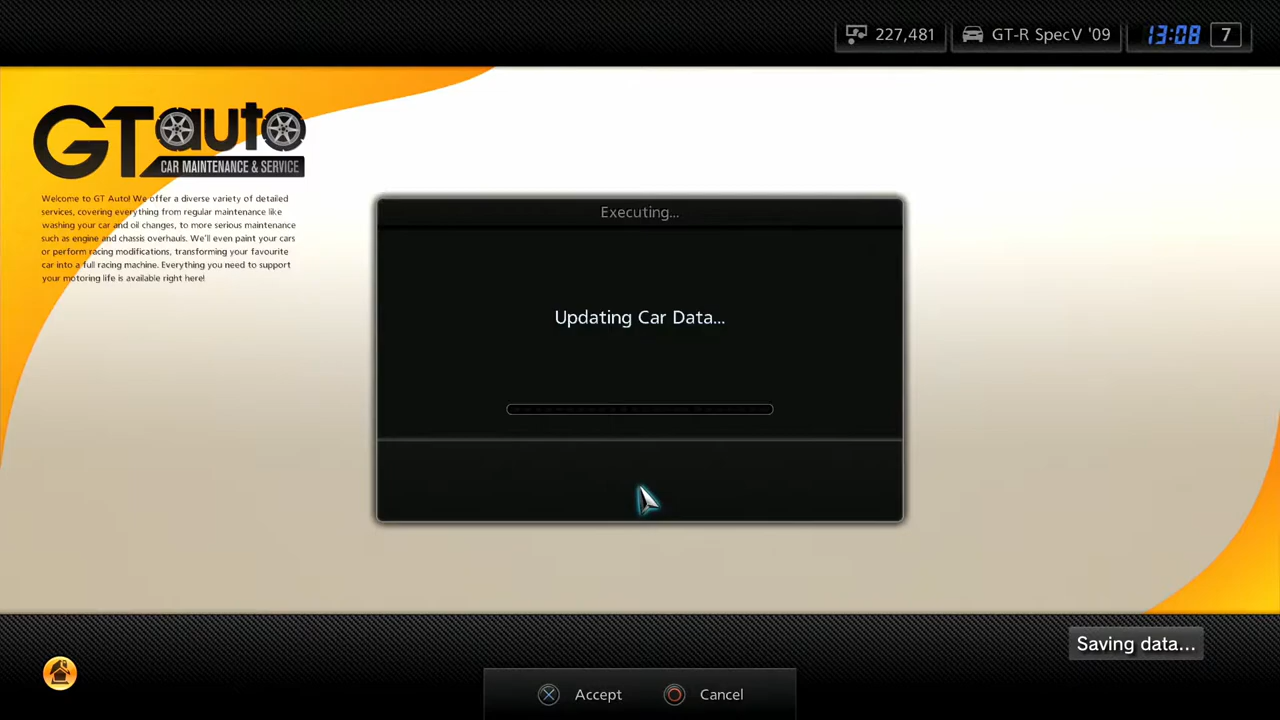 227,481
GT-R SpecV '09
13:08
7
GT auto
CAR MAINTENANCE & SERVICE
Welcome to GT Auto! We offer a diverse variety of detailed
services, covering everything from regular maintenance like
washing your car and oil changes, to more serious maintenance
such as engine and chassis overhauls. We'll even paint your cars
or perform racing modifications, transforming your favourite
car into a full racing machine. Everything you need to support
your motoring life is available right here!
Executing...
Updating Car Data...
Saving data...
Accept
Cancel